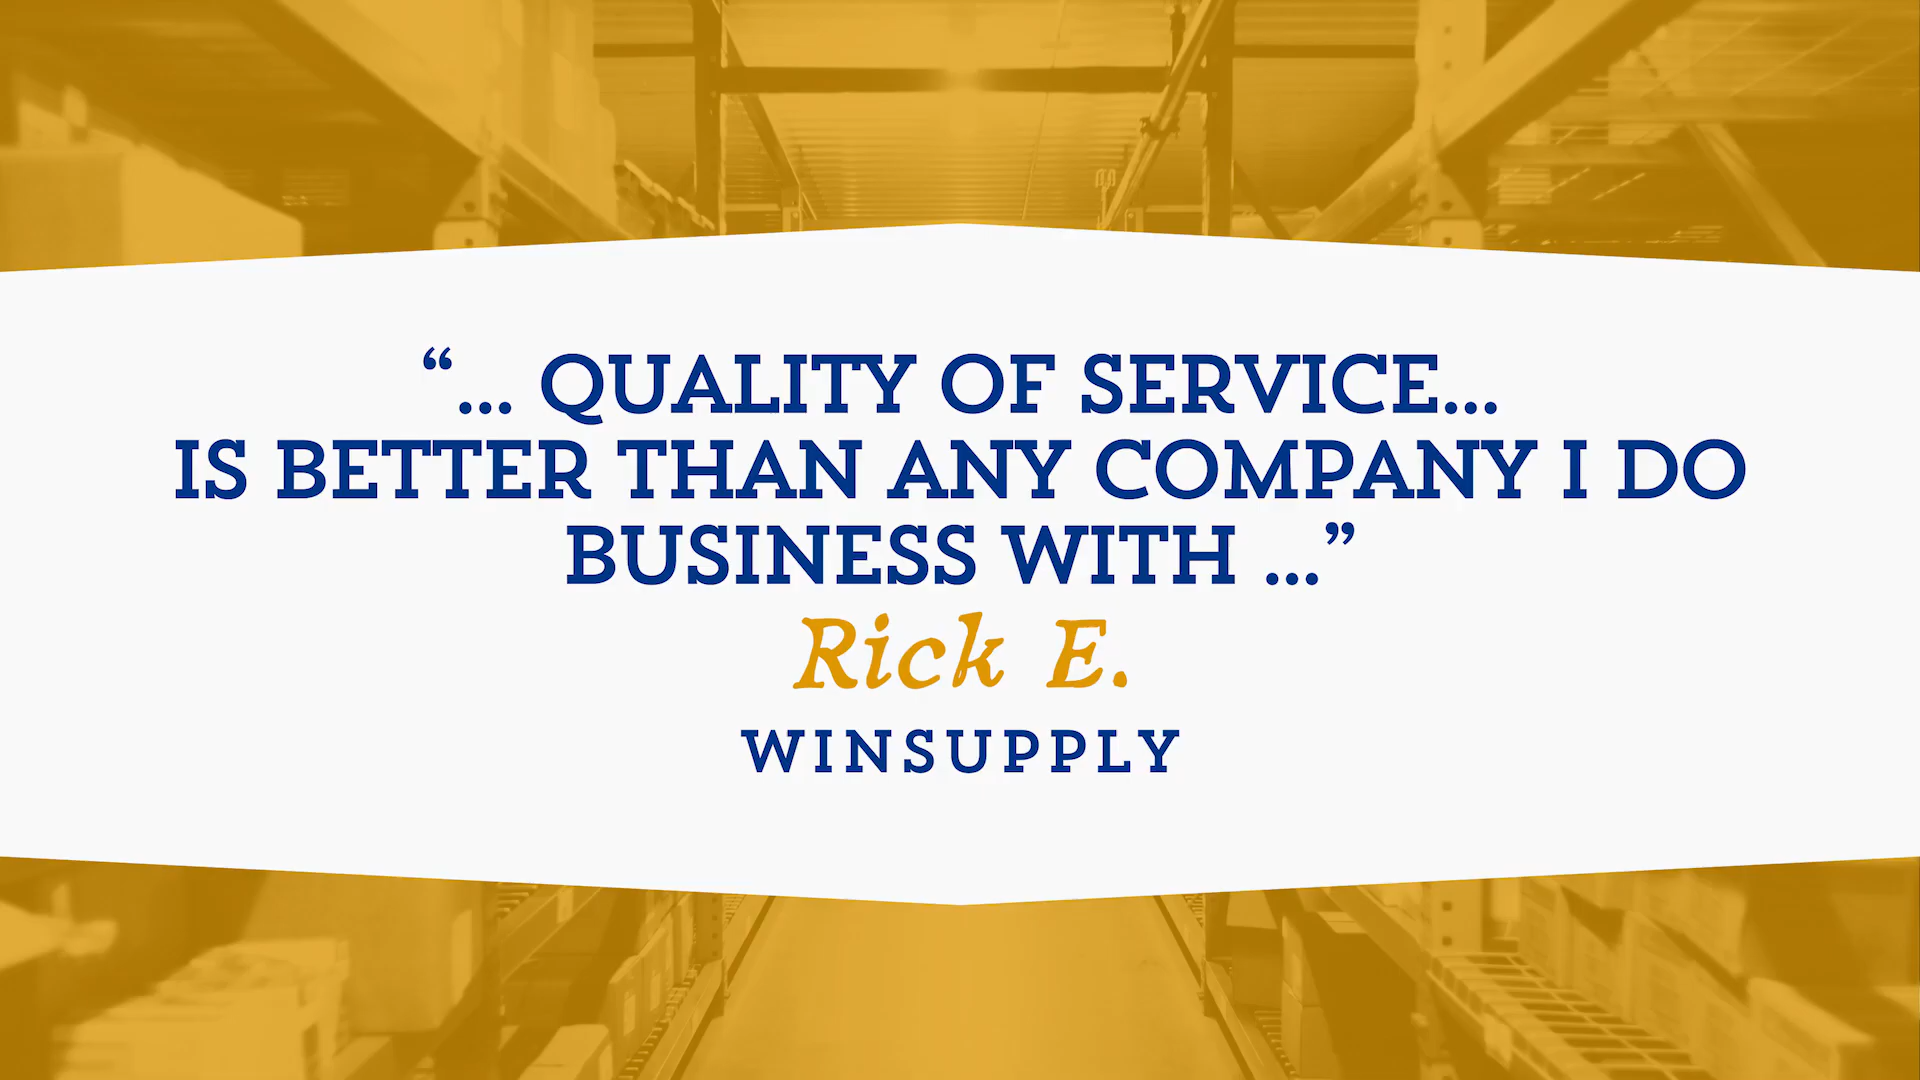 “... QUALITY OF SERVICE...
IS BETTER THAN ANY COMPANY I DO
BUSINESS WITH ...”
Rick E.
WINSUPPLY